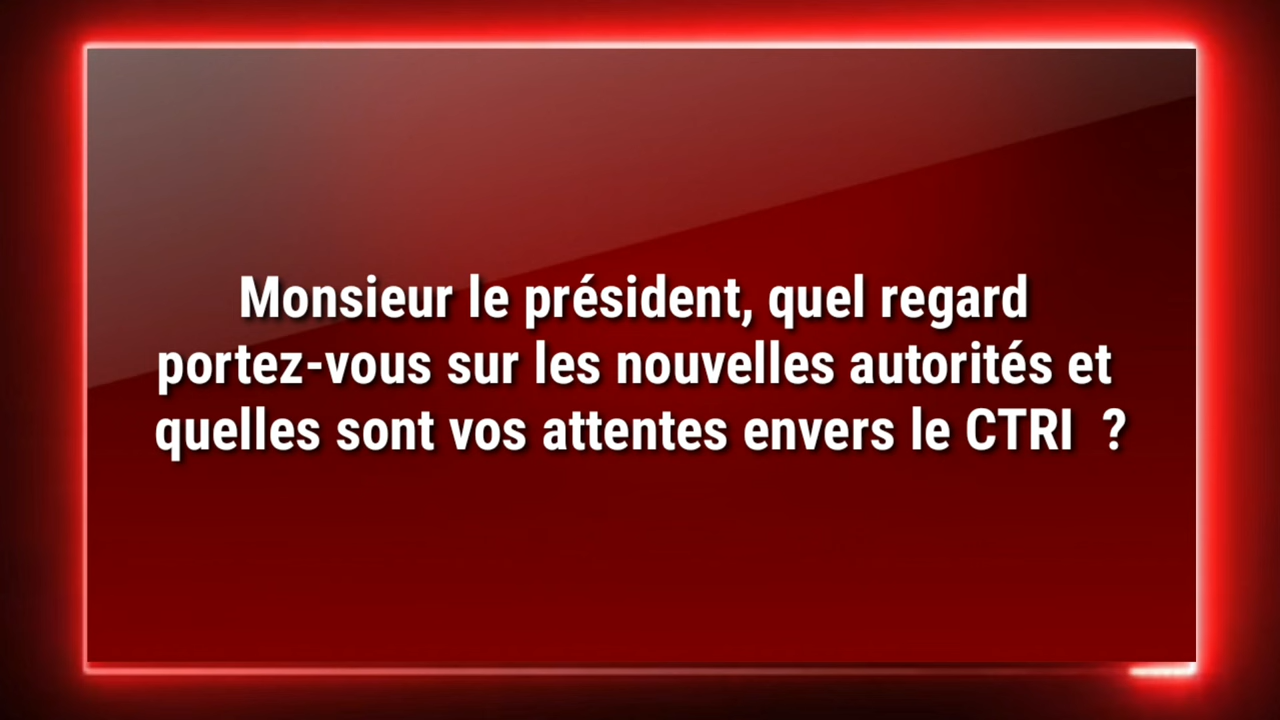 Monsieur le président, quel regard
portez-vous sur les nouvelles autorités et
quelles sont vos attentes envers le CTRI  ?